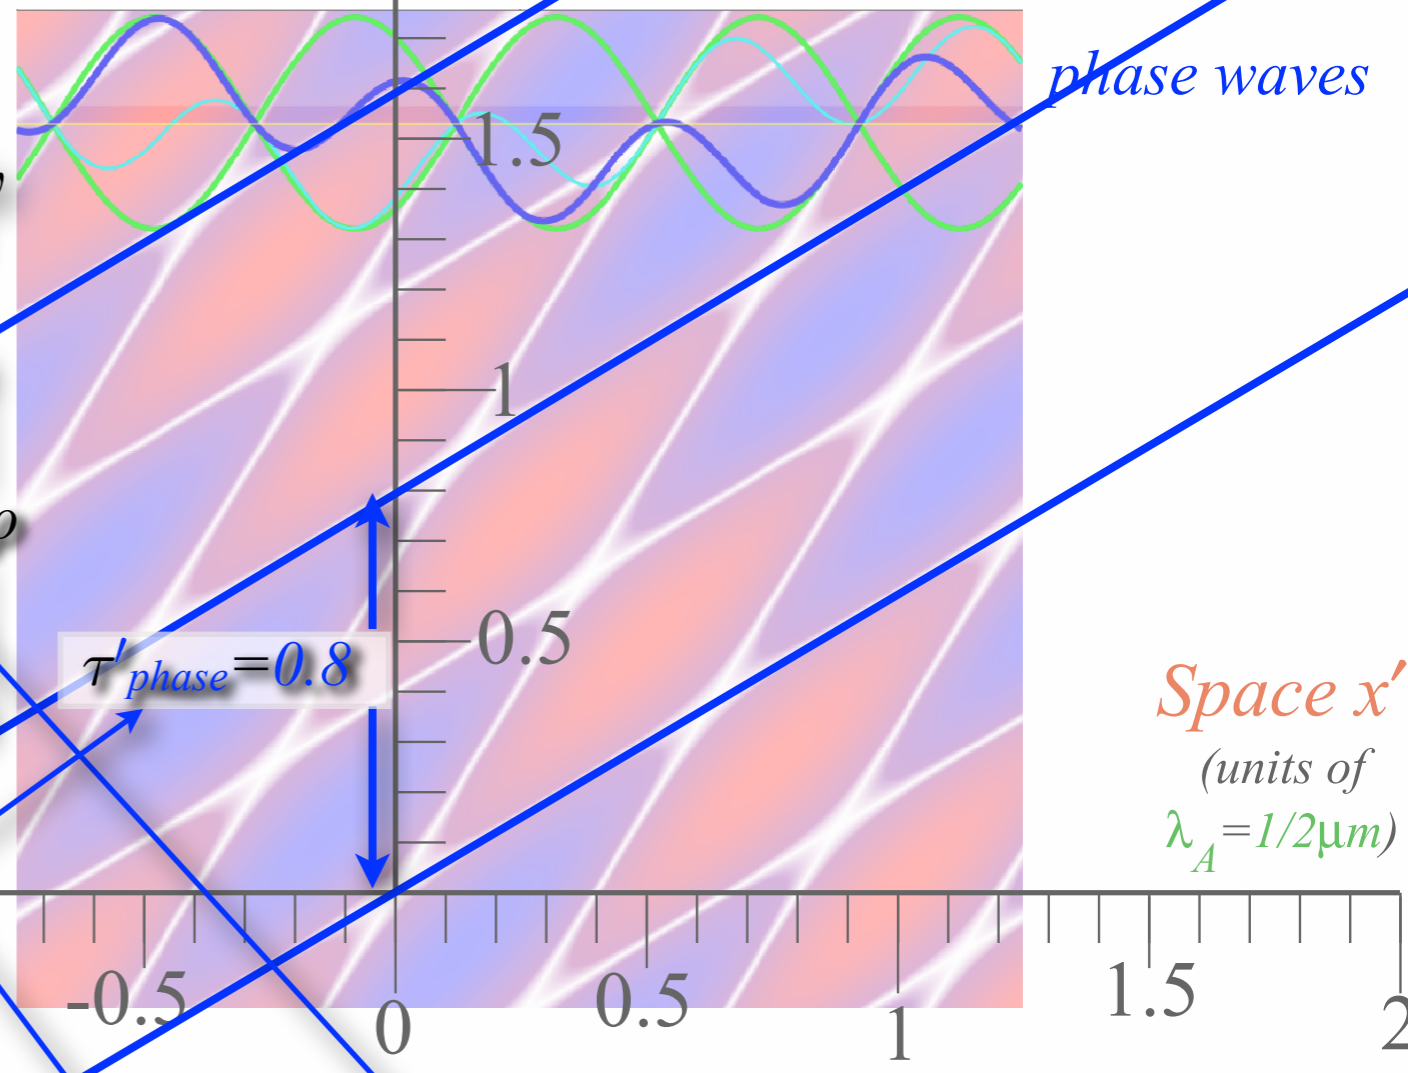 phase waves
1.5
1
0.5
τ′phase=0.8
Space x′
(units of
λA=1/2μm)
-0.5
0
0.5
1
1.5
2